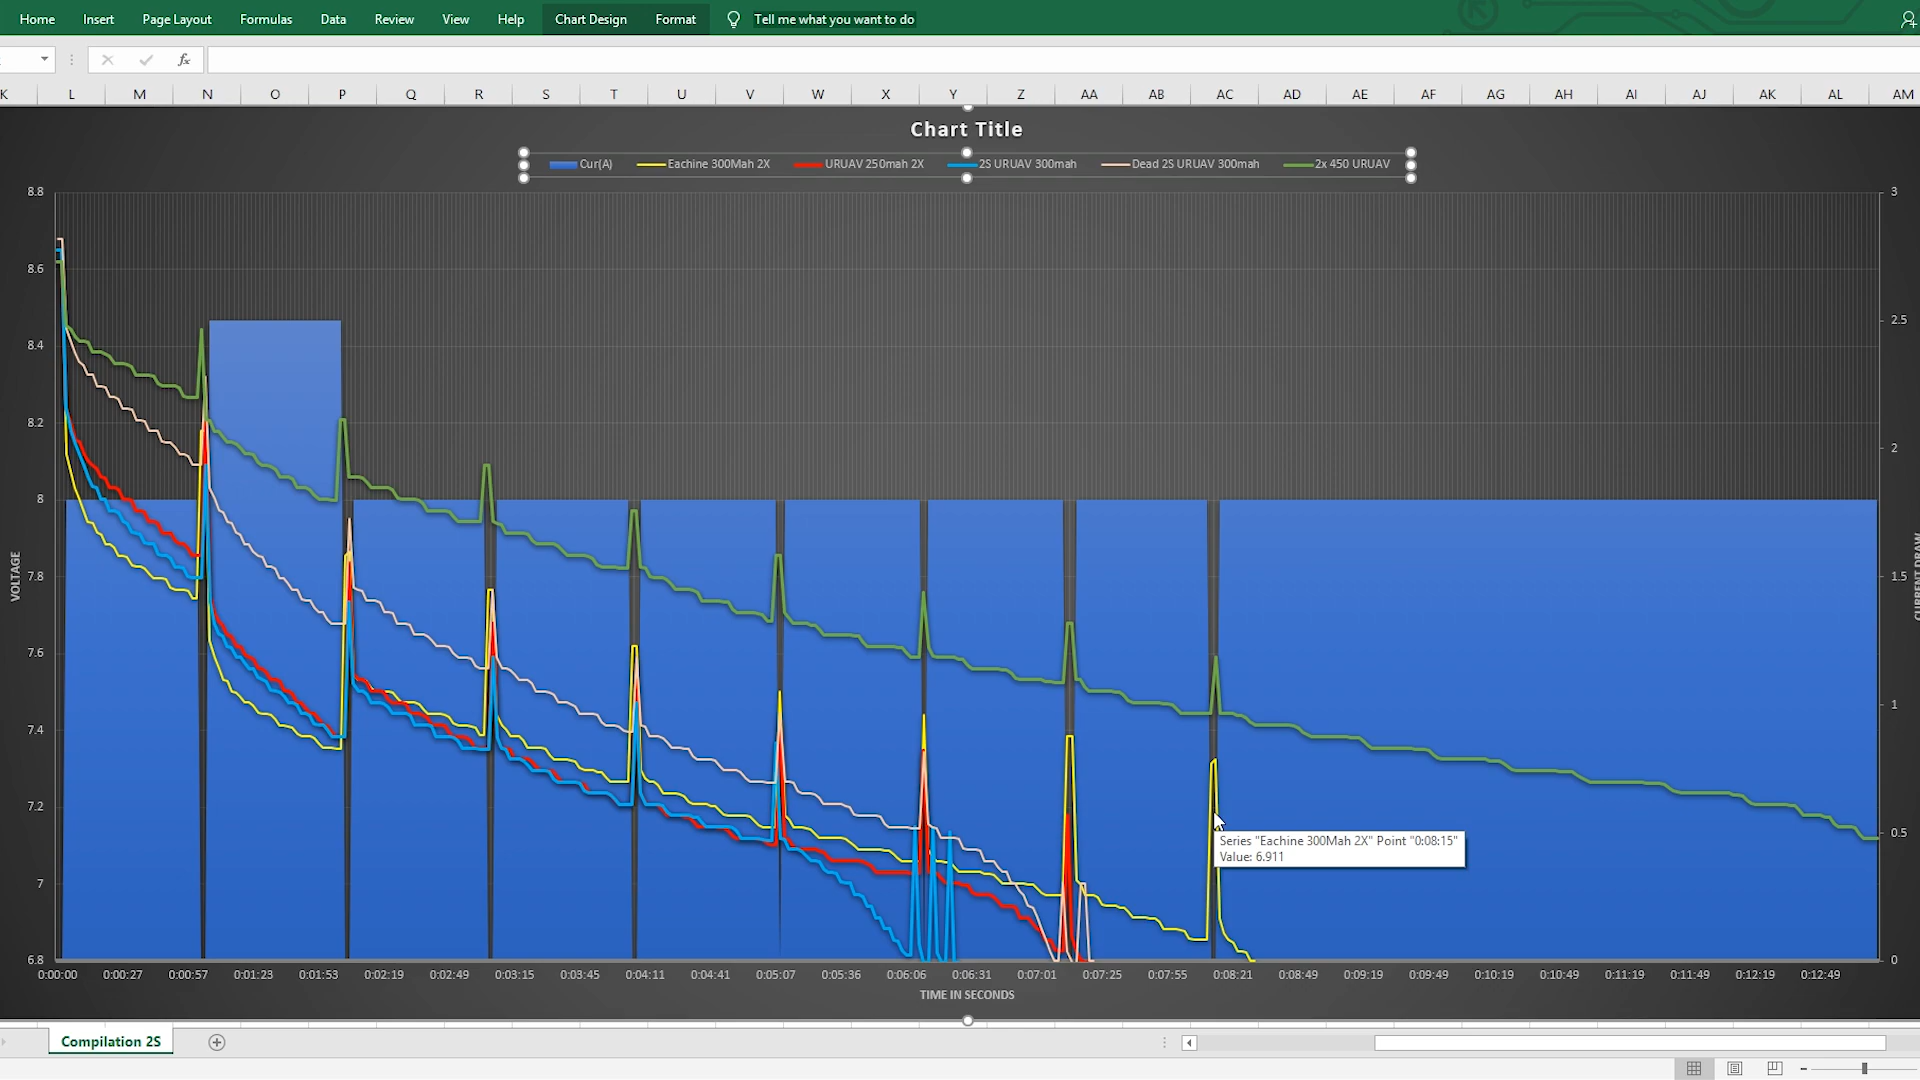 Home Insert Page Layout Formulas Data Review View Help Chart Design Format Tell me what you want to do
fx
K L M N O P Q R S T U V W X Y Z AA AB AC AD AE AF AG AH AI AJ AK AL AM
Chart Title
Cur(A) Eachine 300Mah 2X URUAV 250mah 2X 2S URUAV 300mah Dead 2S URUAV 300mah 2x 450 URUAV
8.8 3
8.6
2.5
8.4
8.2
2
8
7.8 1.5
VOLTAGE
CURRENT DRAW
7.6
7.4 1
7.2
0.5
Series "Eachine 300Mah 2X" Point "0:08:15"
Value: 6.911
7
6.8 0
0:00:00 0:00:27 0:00:57 0:01:23 0:01:53 0:02:19 0:02:49 0:03:15 0:03:45 0:04:11 0:04:41 0:05:07 0:05:36 0:06:06 0:06:31 0:07:01 0:07:25 0:07:55 0:08:21 0:08:49 0:09:19 0:09:49 0:10:19 0:10:49 0:11:19 0:11:49 0:12:19 0:12:49
TIME IN SECONDS
Compilation 2S